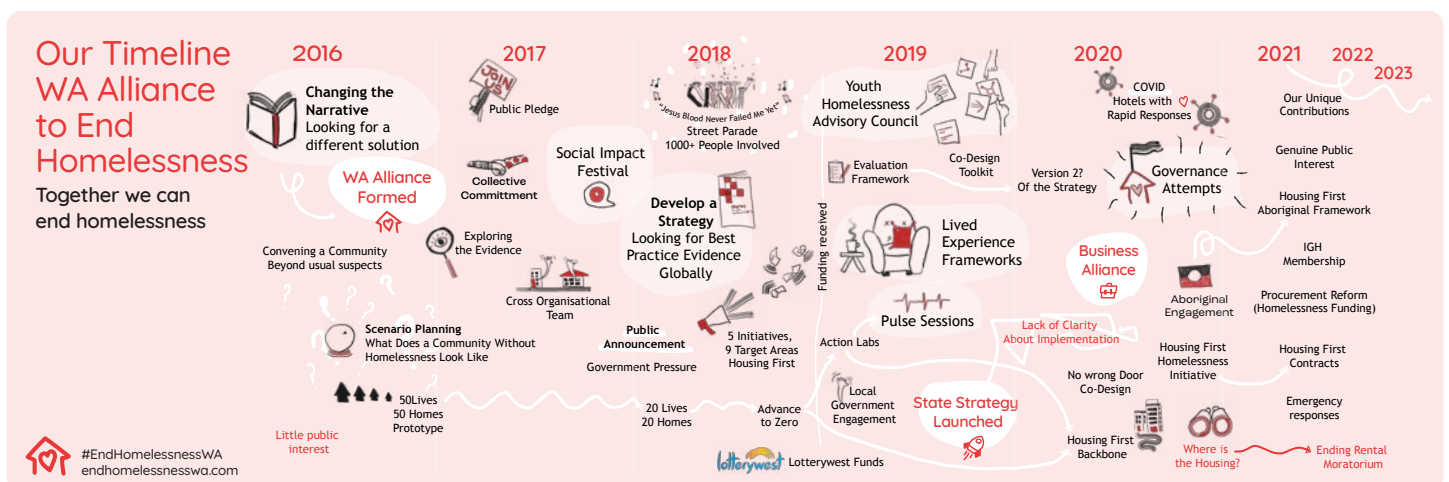 Our Timeline
WA Alliance
to End
Homelessness
Together we can
end homelessness
#EndHomelessnessWA
endhomelessnesswa.com
2016
Changing the
Narrative
Looking for a
different solution
WA Alliance
Formed
Convening a Community
Beyond usual suspects
Scenario Planning
What Does a Community Without
Homelessness Look Like
50Lives
50 Homes
Prototype
Little public
interest
2017
JOIN
US
Public Pledge
Collective
Committment
Social Impact
Festival
Exploring
the Evidence
Cross Organisational
Team
2018
"Jesus Blood Never Failed Me Yet"
Street Parade
1000+ People Involved
Develop a
Strategy
Looking for Best
Practice Evidence
Globally
Public
Announcement
Government Pressure
5 Initiatives,
9 Target Areas
Housing First
20 Lives
20 Homes
Advance
to Zero
lotterywest
Lotterywest Funds
Funding received
2019
Youth
Homelessness
Advisory Council
Evaluation
Framework
Co-Design
Toolkit
Lived
Experience
Frameworks
Pulse Sessions
Action Labs
Local
Government
Engagement
State Strategy
Launched
2020
COVID
Hotels with
Rapid Responses
Version 2?
Of the Strategy
Governance
Attempts
Business
Alliance
Aboriginal
Engagement
Lack of Clarity
About Implementation
Housing First
Homelessness
Initiative
No wrong Door
Co-Design
Housing First
Backbone
Where is
the Housing?
2021
2022
2023
Our Unique
Contributions
Genuine Public
Interest
Housing First
Aboriginal Framework
IGH
Membership
Procurement Reform
(Homelessness Funding)
Housing First
Contracts
Emergency
responses
Ending Rental
Moratorium